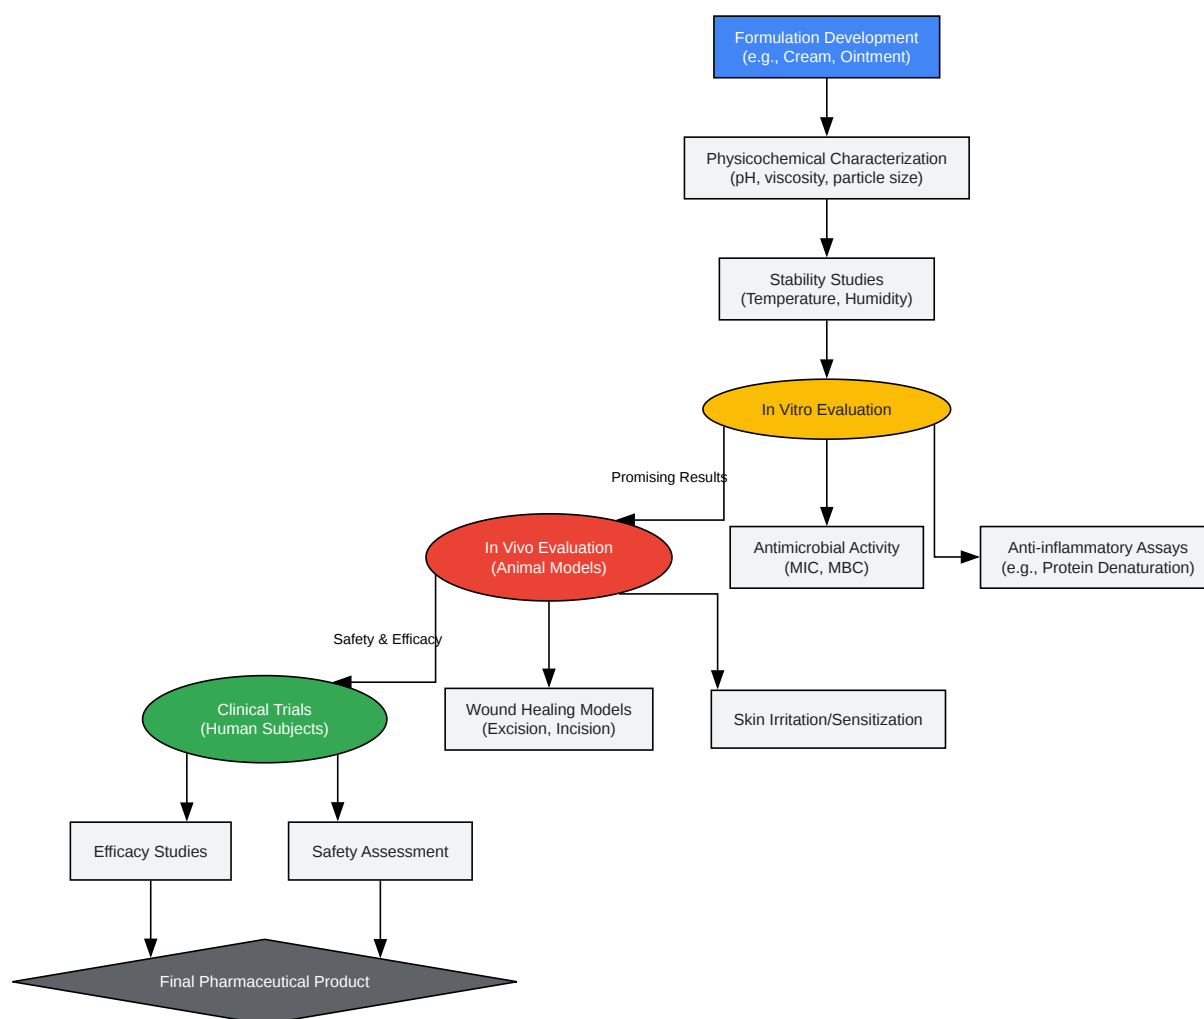 Formulation Development
(e.g., Cream, Ointment)
Physicochemical Characterization
(pH, viscosity, particle size)
Stability Studies
(Temperature, Humidity)
In Vitro Evaluation
Promising Results
In Vivo Evaluation
(Animal Models)
Antimicrobial Activity
(MIC, MBC)
Anti-inflammatory Assays
(e.g., Protein Denaturation)
Safety & Efficacy
Clinical Trials
(Human Subjects)
Wound Healing Models
(Excision, Incision)
Skin Irritation/Sensitization
Efficacy Studies
Safety Assessment
Final Pharmaceutical Product